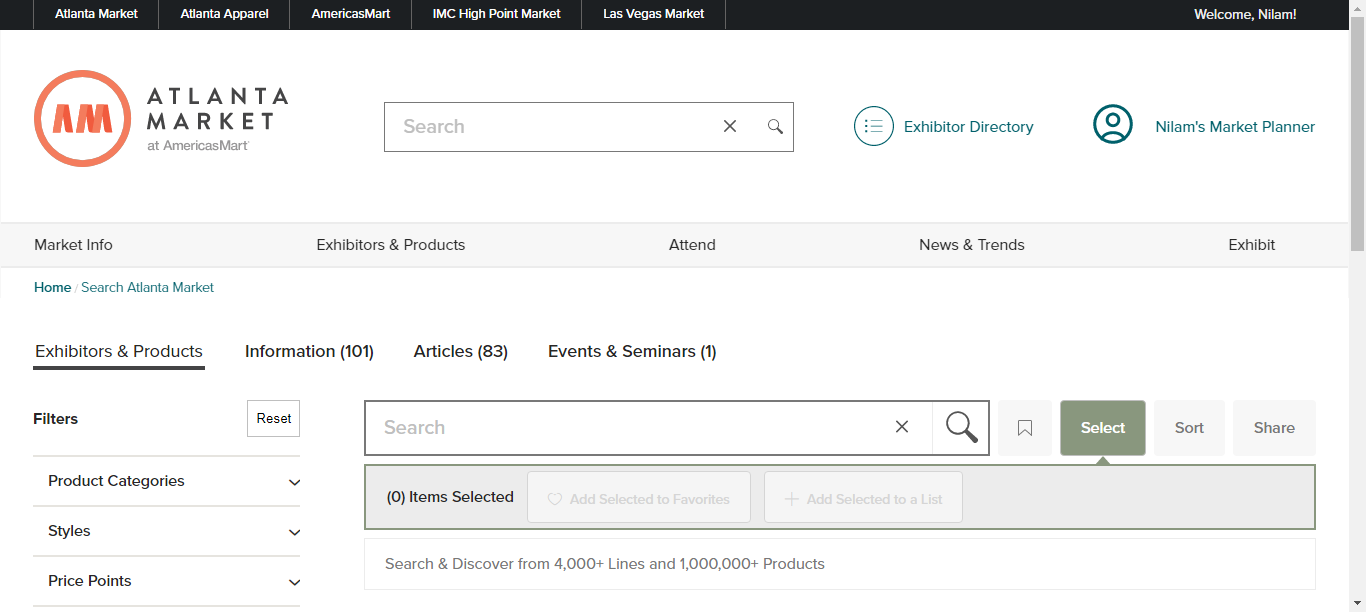 Atlanta Market Atlanta Apparel AmericasMart IMC High Point Market Las Vegas Market Welcome, Nilam!
AM
ATLANTA
MARKET
at AmericasMart
Search
Exhibitor Directory
Nilam's Market Planner
Market Info Exhibitors & Products Attend News & Trends Exhibit
Home / Search Atlanta Market
Exhibitors & Products Information (101) Articles (83) Events & Seminars (1)
Filters Reset
Search
Select Sort Share
Product Categories
(0) Items Selected Add Selected to Favorites Add Selected to a List
Styles
Search & Discover from 4,000+ Lines and 1,000,000+ Products
Price Points